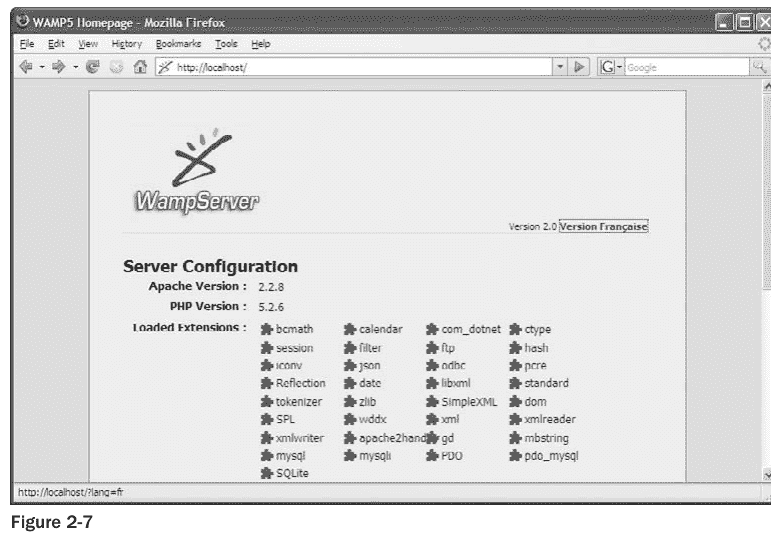 WAMP5 Homepage - Mozilla Firefox
File Edit View History Bookmarks Tools Help
http://localhost/
G Google
WampServer
Version 2.0 Version Française
Server Configuration
Apache Version : 2.2.8
PHP Version : 5.2.6
Loaded Extensions : bcmath calendar com_dotnet ctype
session filter ftp hash
iconv json odbc pcre
Reflection date libxml standard
tokenizer zlib SimpleXML dom
SPL wddx xml xmlreader
xmlwriter apache2hand gd mbstring
mysql mysqli PDO pdo_mysql
SQLite
http://localhost/?lang=fr
Figure 2-7